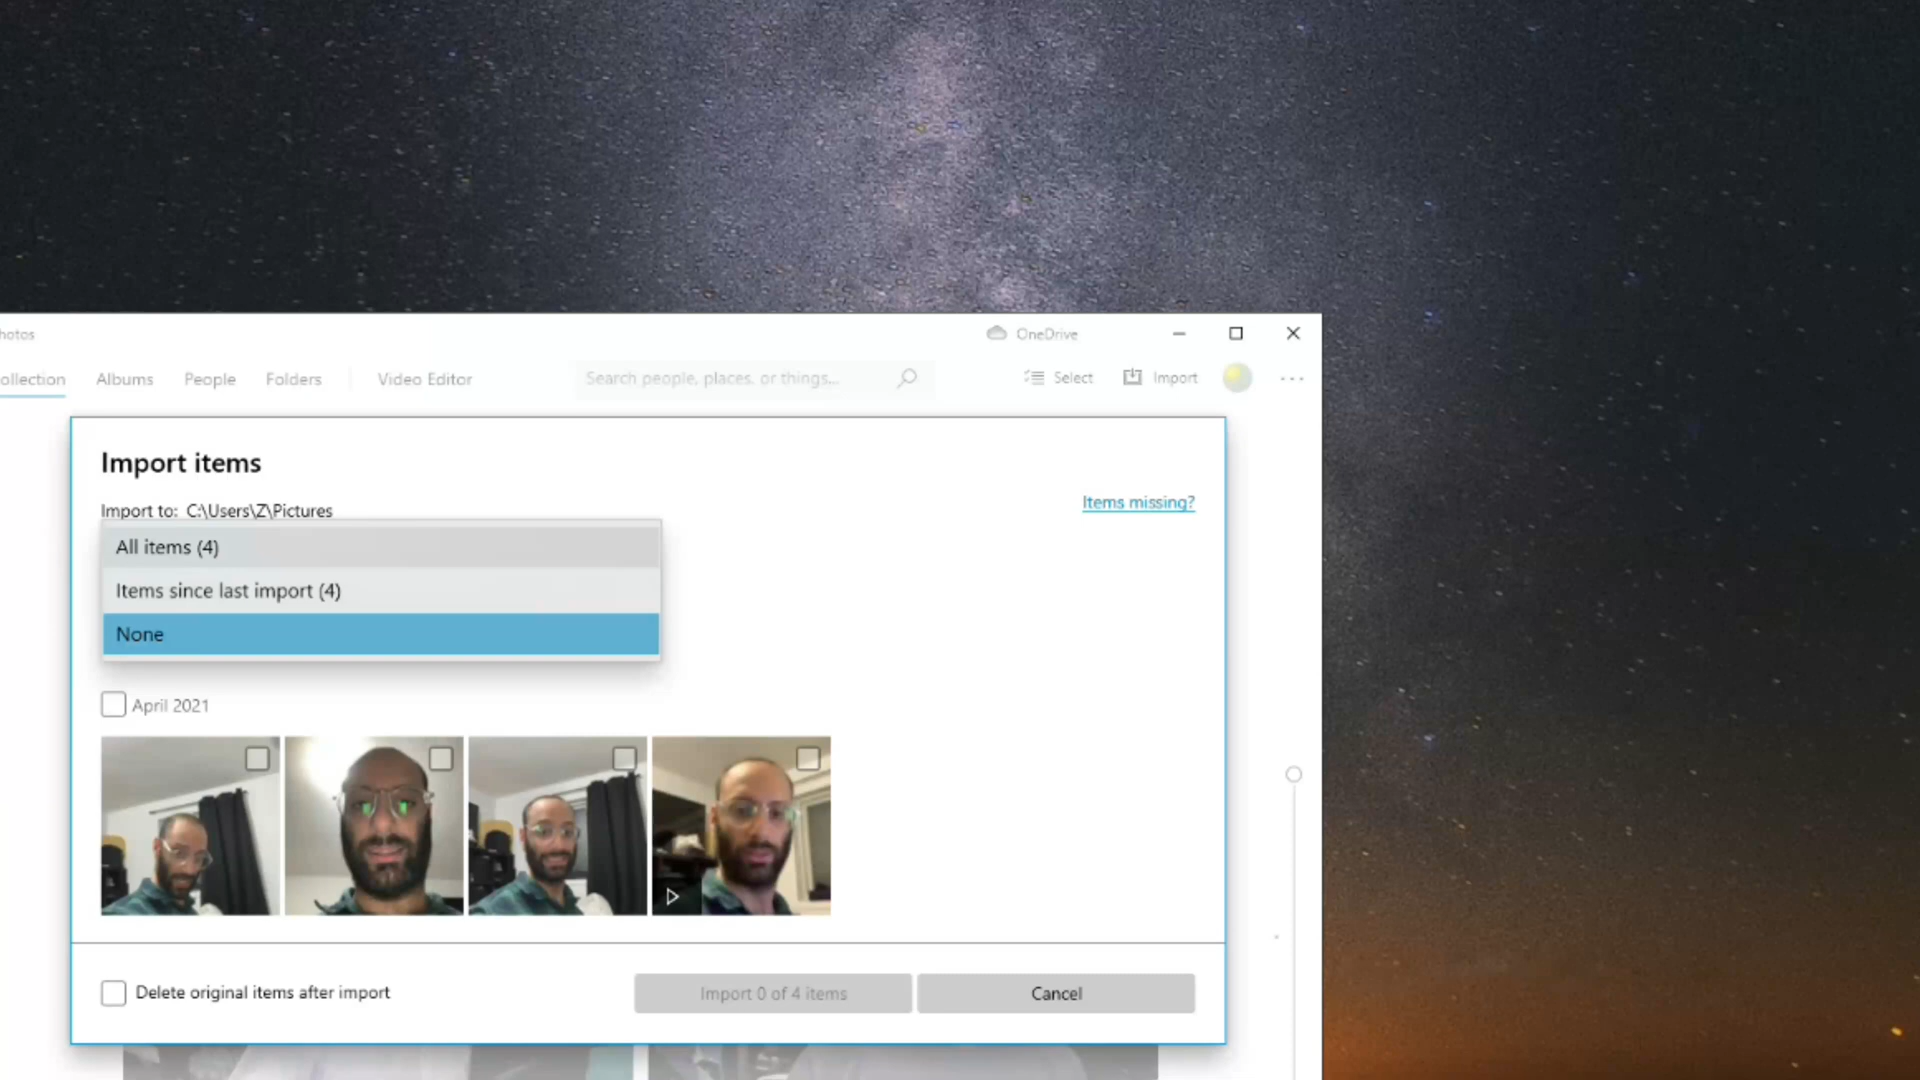 hotos
OneDrive
ollection
Albums
People
Folders
Video Editor
Search people, places, or things...
Select
Import
Import items
Import to: C:\Users\Z\Pictures
Items missing?
All items (4)
Items since last import (4)
None
April 2021
Delete original items after import
Import 0 of 4 items
Cancel